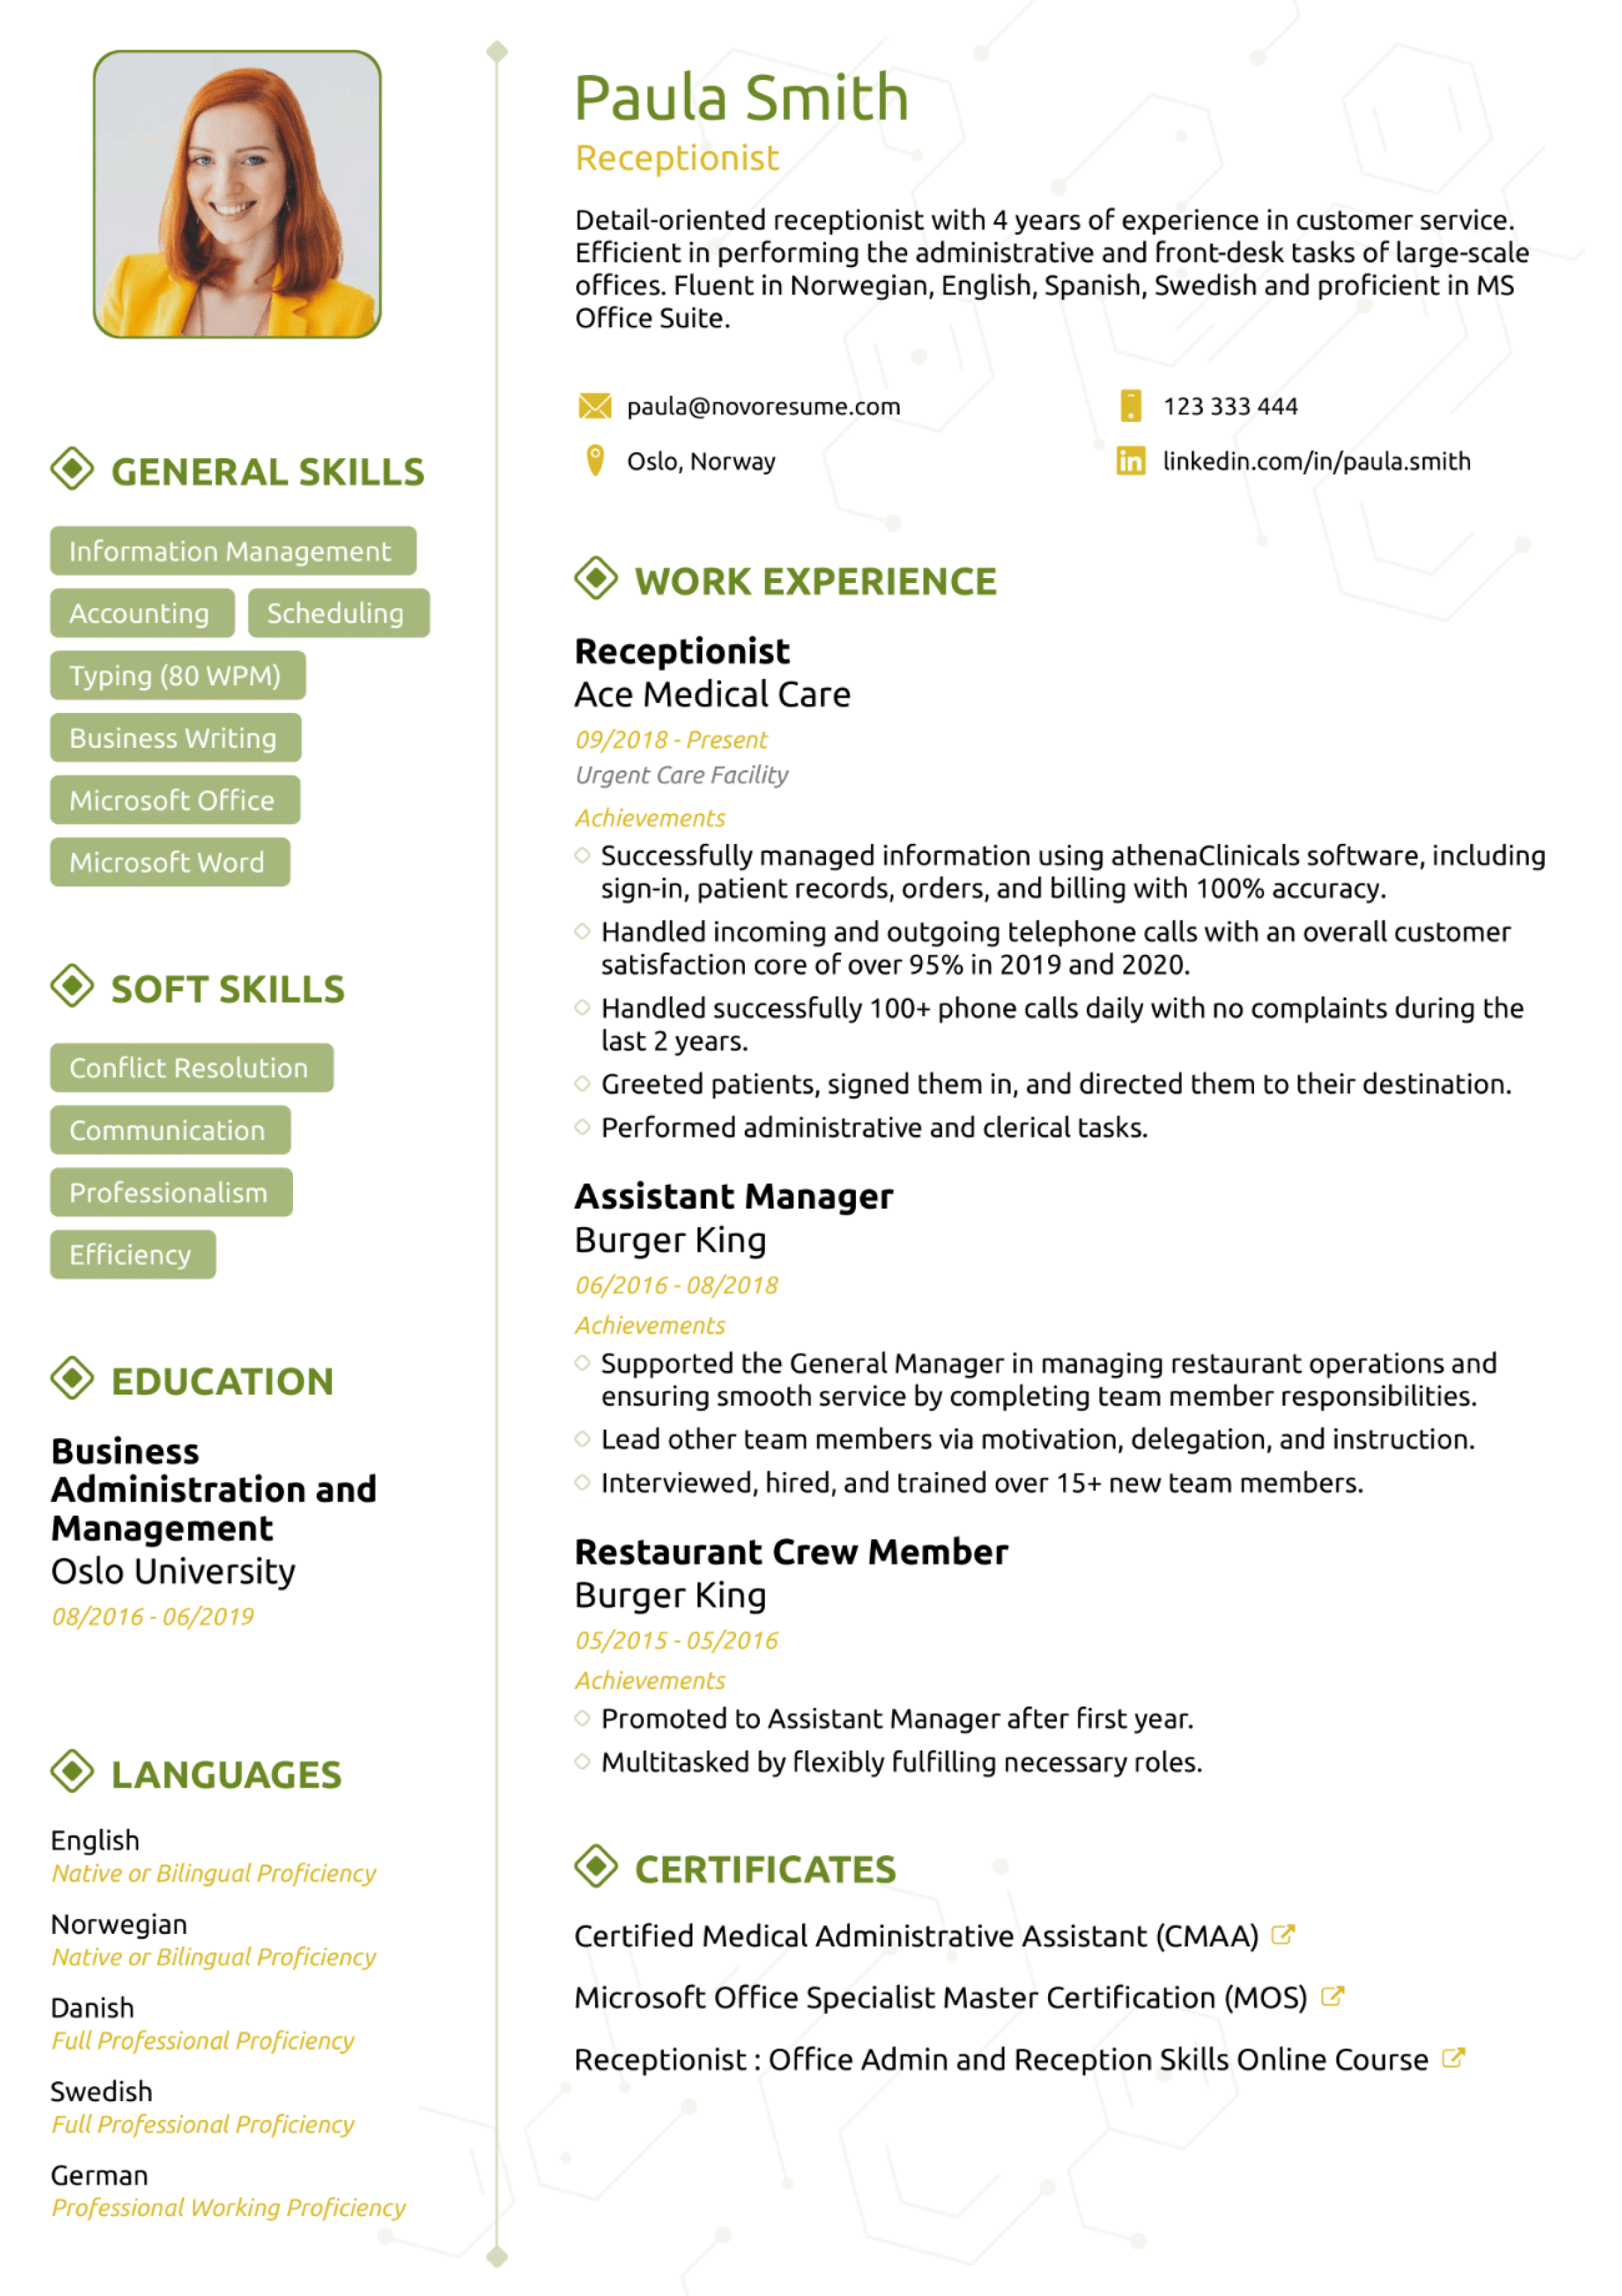 Paula Smith
Receptionist
Detail-oriented receptionist with 4 years of experience in customer service.
Efficient in performing the administrative and front-desk tasks of large-scale
offices. Fluent in Norwegian, English, Spanish, Swedish and proficient in MS
Office Suite.
paula@novoresume.com
123 333 444
Oslo, Norway
in linkedin.com/in/paula.smith
GENERAL SKILLS
Information Management
Accounting Scheduling
Typing (80 WPM)
Business Writing
Microsoft Office
Microsoft Word
SOFT SKILLS
Conflict Resolution
Communication
Professionalism
Efficiency
EDUCATION
Business
Administration and
Management
Oslo University
08/2016 - 06/2019
LANGUAGES
English
Native or Bilingual Proficiency
Norwegian
Native or Bilingual Proficiency
Danish
Full Professional Proficiency
Swedish
Full Professional Proficiency
German
Professional Working Proficiency
WORK EXPERIENCE
Receptionist
Ace Medical Care
09/2018 - Present
Urgent Care Facility
Achievements
Successfully managed information using athenaClinicals software, including
sign-in, patient records, orders, and billing with 100% accuracy.
Handled incoming and outgoing telephone calls with an overall customer
satisfaction core of over 95% in 2019 and 2020.
Handled successfully 100+ phone calls daily with no complaints during the
last 2 years.
Greeted patients, signed them in, and directed them to their destination.
Performed administrative and clerical tasks.
Assistant Manager
Burger King
06/2016 - 08/2018
Achievements
Supported the General Manager in managing restaurant operations and
ensuring smooth service by completing team member responsibilities.
Lead other team members via motivation, delegation, and instruction.
Interviewed, hired, and trained over 15+ new team members.
Restaurant Crew Member
Burger King
05/2015 - 05/2016
Achievements
Promoted to Assistant Manager after first year.
Multitasked by flexibly fulfilling necessary roles.
CERTIFICATES
Certified Medical Administrative Assistant (CMAA)
Microsoft Office Specialist Master Certification (MOS)
Receptionist : Office Admin and Reception Skills Online Course